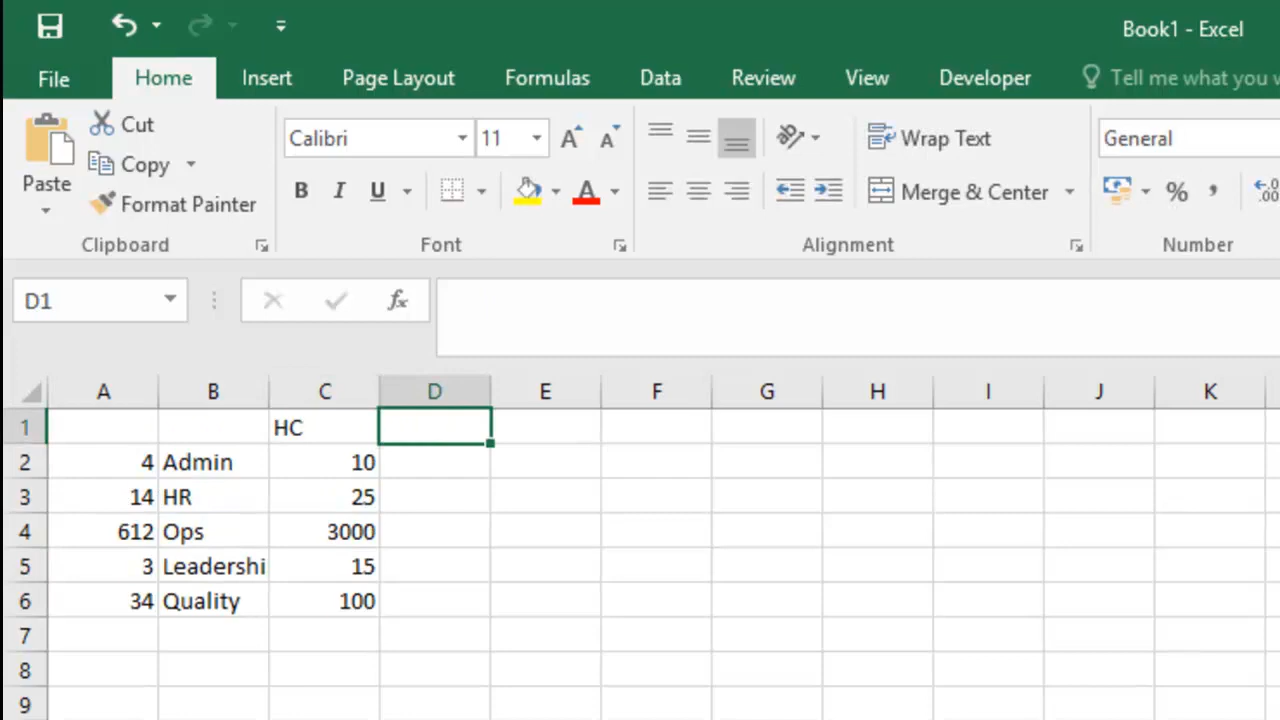 Book1 - Excel
File Home Insert Page Layout Formulas Data Review View Developer Tell me what you
Cut
Calibri 11 A A Wrap Text General
Copy
Paste B I U A Merge & Center % ,
Format Painter
Clipboard Font Alignment Number
D1 fx
A B C D E F G H I J K
1 HC
2 4 Admin 10
3 14 HR 25
4 612 Ops 3000
5 3 Leadershi 15
6 34 Quality 100
7
8
9